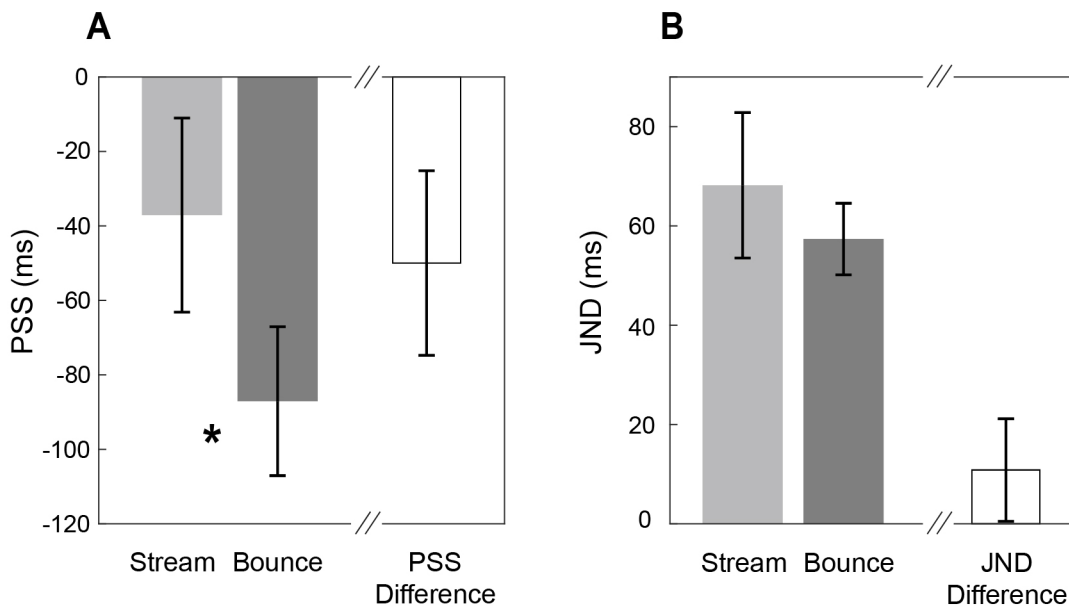 A
0
-20
-40
-60
-80
-100
-120
PSS (ms)
*
Stream
Bounce
PSS
Difference
B
80
60
40
20
0
JND (ms)
Stream
Bounce
JND
Difference